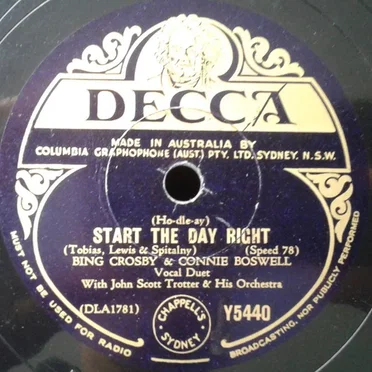 DECCA
MADE IN AUSTRALIA BY
COLUMBIA GRAPHOPHONE (AUST.) PTY. LTD. SYDNEY. N.S.W.
(Ho-dle-ay)
START THE DAY RIGHT
(Tobias, Lewis & Spitalny) (Speed 78)
BING CROSBY & CONNIE BOSWELL
Vocal Duet
With John Scott Trotter & His Orchestra
(DLA1781)
CHAPPELL'S
SYDNEY
Y5440
MUST NOT BE USED FOR RADIO
BROADCASTING, NOR PUBLICLY PERFORMED